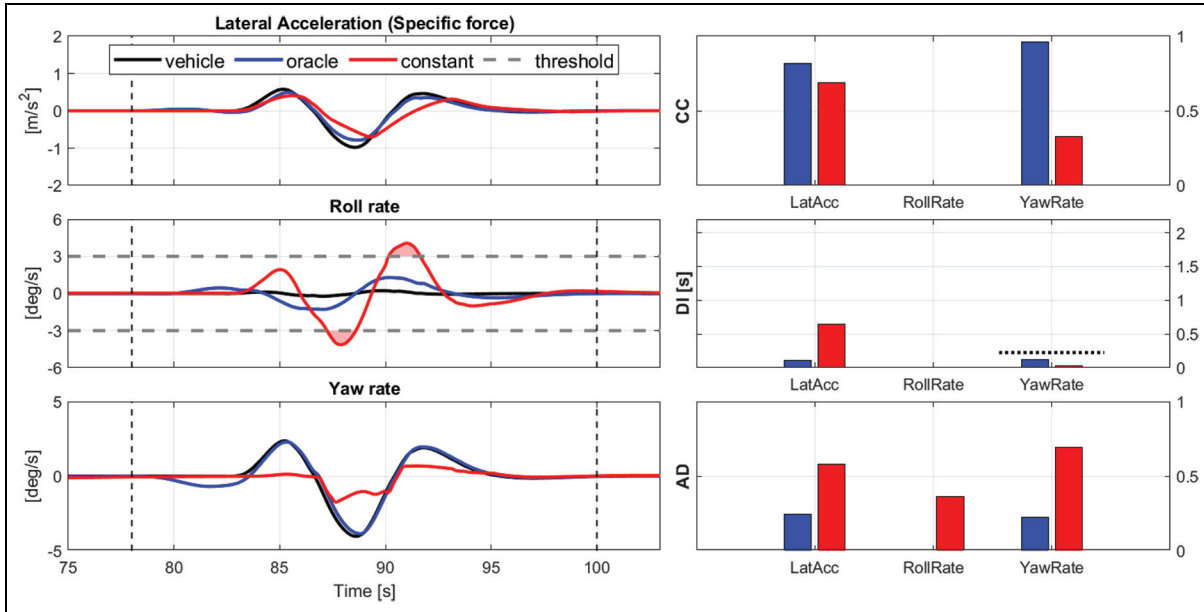 Lateral Acceleration (Specific force)
vehicle oracle constant threshold
[m/s²]
2
1
0
-1
-2
Roll rate
[deg/s]
6
3
0
-3
-6
Yaw rate
[deg/s]
5
0
-5
75 80 85 90 95 100
Time [s]
CC
1
0.5
0
LatAcc RollRate YawRate
DI [s]
2
1.5
1
0.5
0
LatAcc RollRate YawRate
AD
1
0.5
0
LatAcc RollRate YawRate